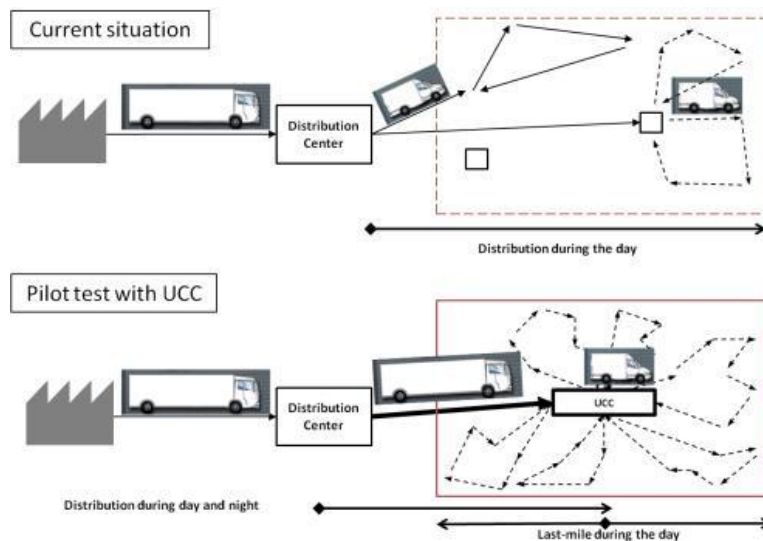 Current situation
Distribution
Center
Distribution during the day
Pilot test with UCC
Distribution
Center
UCC
Distribution during day and night
Last-mile during the day